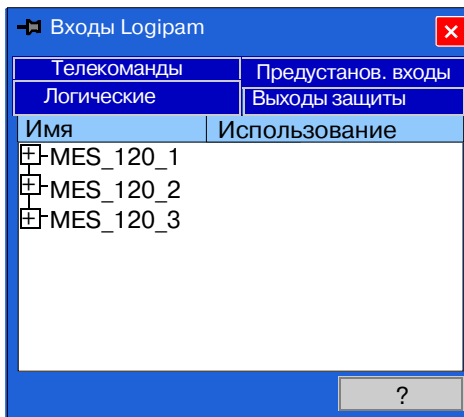 Входы Logipam
Телекоманды Предустанов. входы
Логические Выходы защиты
Имя Использование
MES_120_1
MES_120_2
MES_120_3
?